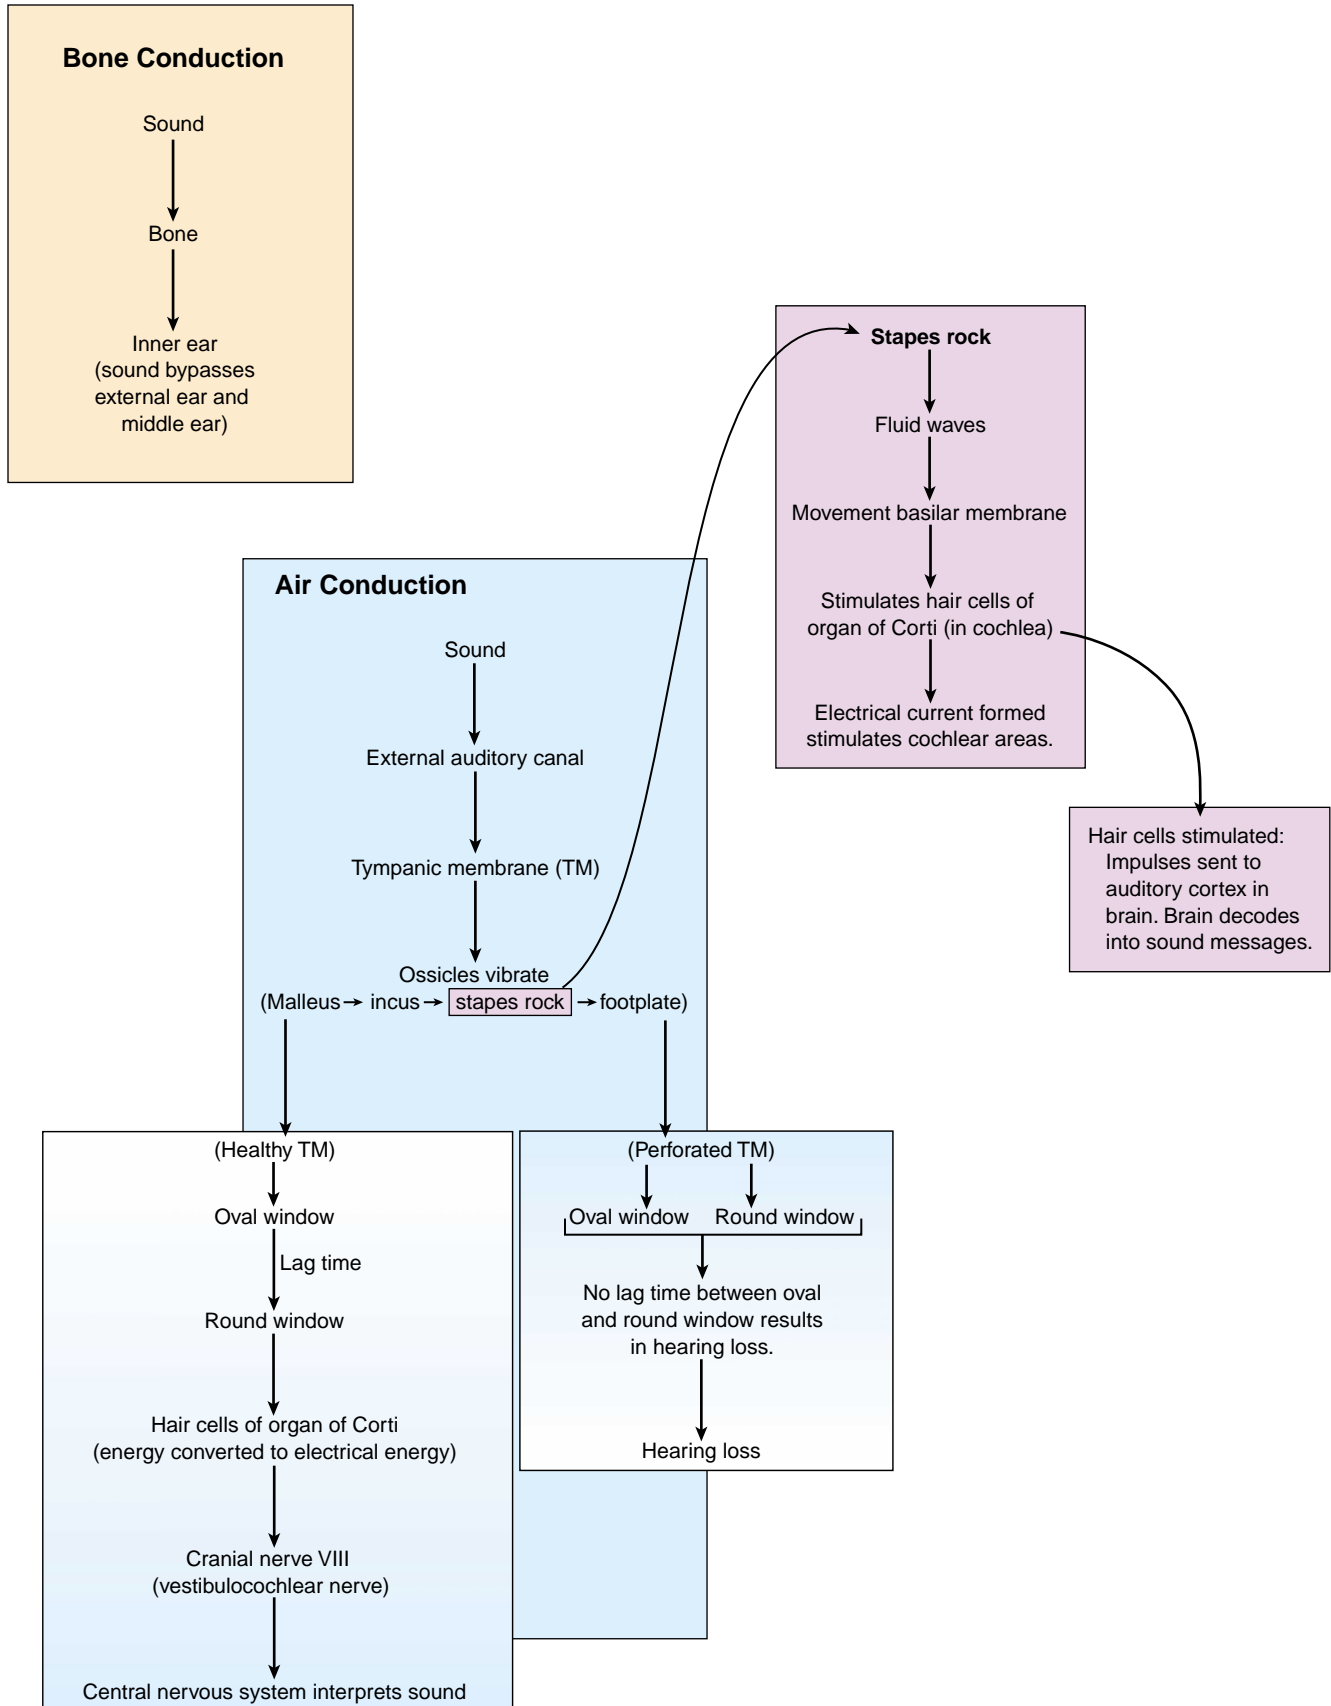 Bone Conduction
Sound
Bone
Inner ear
(sound bypasses
external ear and
middle ear)
Stapes rock
Fluid waves
Movement basilar membrane
Stimulates hair cells of
organ of Corti (in cochlea)
Electrical current formed
stimulates cochlear areas.
Hair cells stimulated:
Impulses sent to
auditory cortex in
brain. Brain decodes
into sound messages.
Air Conduction
Sound
External auditory canal
Tympanic membrane (TM)
Ossicles vibrate
(Malleus → incus → stapes rock → footplate)
(Healthy TM)
Oval window
Lag time
Round window
Hair cells of organ of Corti
(energy converted to electrical energy)
Cranial nerve VIII
(vestibulocochlear nerve)
Central nervous system interprets sound
(Perforated TM)
Oval window Round window
No lag time between oval
and round window results
in hearing loss.
Hearing loss